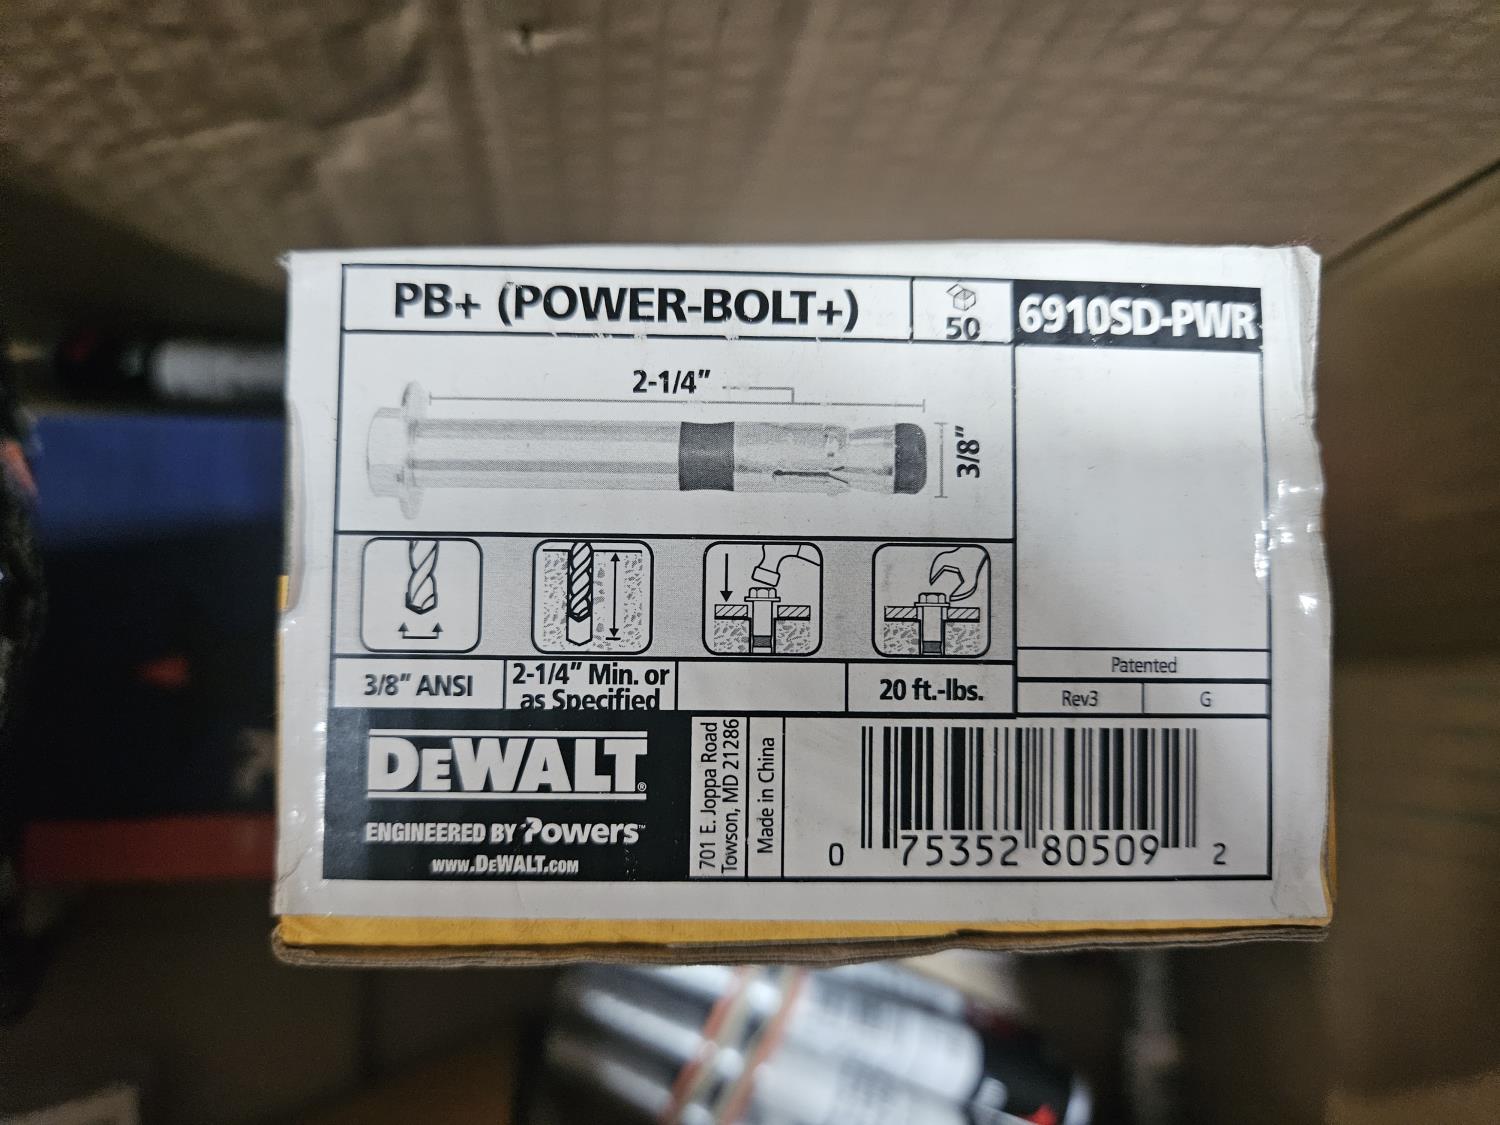 PB+ (POWER-BOLT+)
50
6910SD-PWR
2-1/4"
3/8"
3/8" ANSI
2-1/4" Min. or
as Specified
20 ft.-lbs.
Patented
Rev3
G
DEWALT®
ENGINEERED BY Powers™
www.DEWALT.com
701 E. Joppa Road
Towson, MD 21286
Made in China
0 75352 80509 2